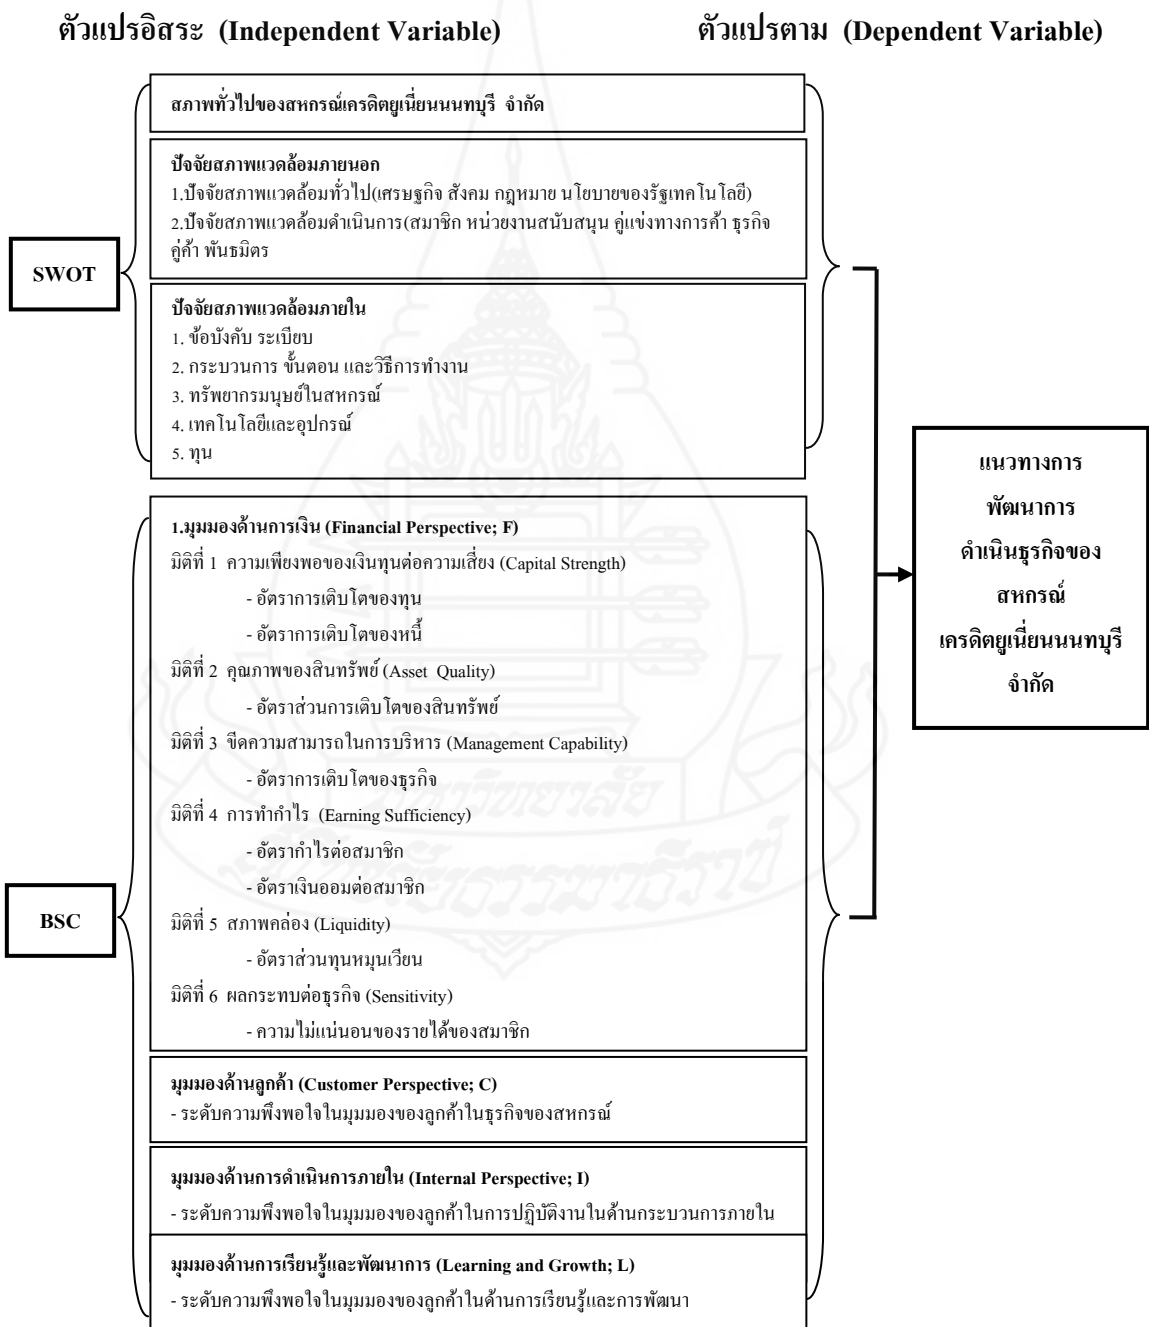 ตัวแปรอิสระ (Independent Variable)
ตัวแปรตาม (Dependent Variable)
สภาพทั่วไปของสหกรณ์เครดิตยูเนี่ยนนนทบุรี จำกัด
ปัจจัยสภาพแวดล้อมภายนอก
1.ปัจจัยสภาพแวดล้อมทั่วไป(เศรษฐกิจ สังคม กฎหมาย นโยบายของรัฐเทคโนโลยี)
2.ปัจจัยสภาพแวดล้อมดำเนินการ(สมาชิก หน่วยงานสนับสนุน คู่แข่งทางการค้า ธุรกิจ
คู่ค้า พันธมิตร
SWOT
ปัจจัยสภาพแวดล้อมภายใน
1. ข้อบังคับ ระเบียบ
2. กระบวนการ ขั้นตอน และวิธีการทำงาน
3. ทรัพยากรมนุษย์ในสหกรณ์
4. เทคโนโลยีและอุปกรณ์
5. ทุน
แนวทางการ
พัฒนาการ
ดำเนินธุรกิจของ
สหกรณ์
เครดิตยูเนี่ยนนนทบุรี
จำกัด
1.มุมมองด้านการเงิน (Financial Perspective; F)
มิติที่ 1 ความเพียงพอของเงินทุนต่อความเสี่ยง (Capital Strength)
- อัตราการเติบโตของทุน
- อัตราการเติบโตของหนี้
มิติที่ 2 คุณภาพของสินทรัพย์ (Asset Quality)
- อัตราส่วนการเติบโตของสินทรัพย์
มิติที่ 3 ขีดความสามารถในการบริหาร (Management Capability)
- อัตราการเติบโตของธุรกิจ
มิติที่ 4 การทำกำไร (Earning Sufficiency)
- อัตรากำไรต่อสมาชิก
- อัตราเงินออมต่อสมาชิก
BSC
มิติที่ 5 สภาพคล่อง (Liquidity)
- อัตราส่วนทุนหมุนเวียน
มิติที่ 6 ผลกระทบต่อธุรกิจ (Sensitivity)
- ความไม่แน่นอนของรายได้ของสมาชิก
มุมมองด้านลูกค้า (Customer Perspective; C)
- ระดับความพึงพอใจในมุมมองของลูกค้าในธุรกิจของสหกรณ์
มุมมองด้านการดำเนินการภายใน (Internal Perspective; I)
- ระดับความพึงพอใจในมุมมองของลูกค้าในการปฏิบัติงานในด้านกระบวนการภายใน
มุมมองด้านการเรียนรู้และพัฒนาการ (Learning and Growth; L)
- ระดับความพึงพอใจในมุมมองของลูกค้าในด้านการเรียนรู้และการพัฒนา
มหาวิทยาลัย
สุโขทัยธรรมาธิราช